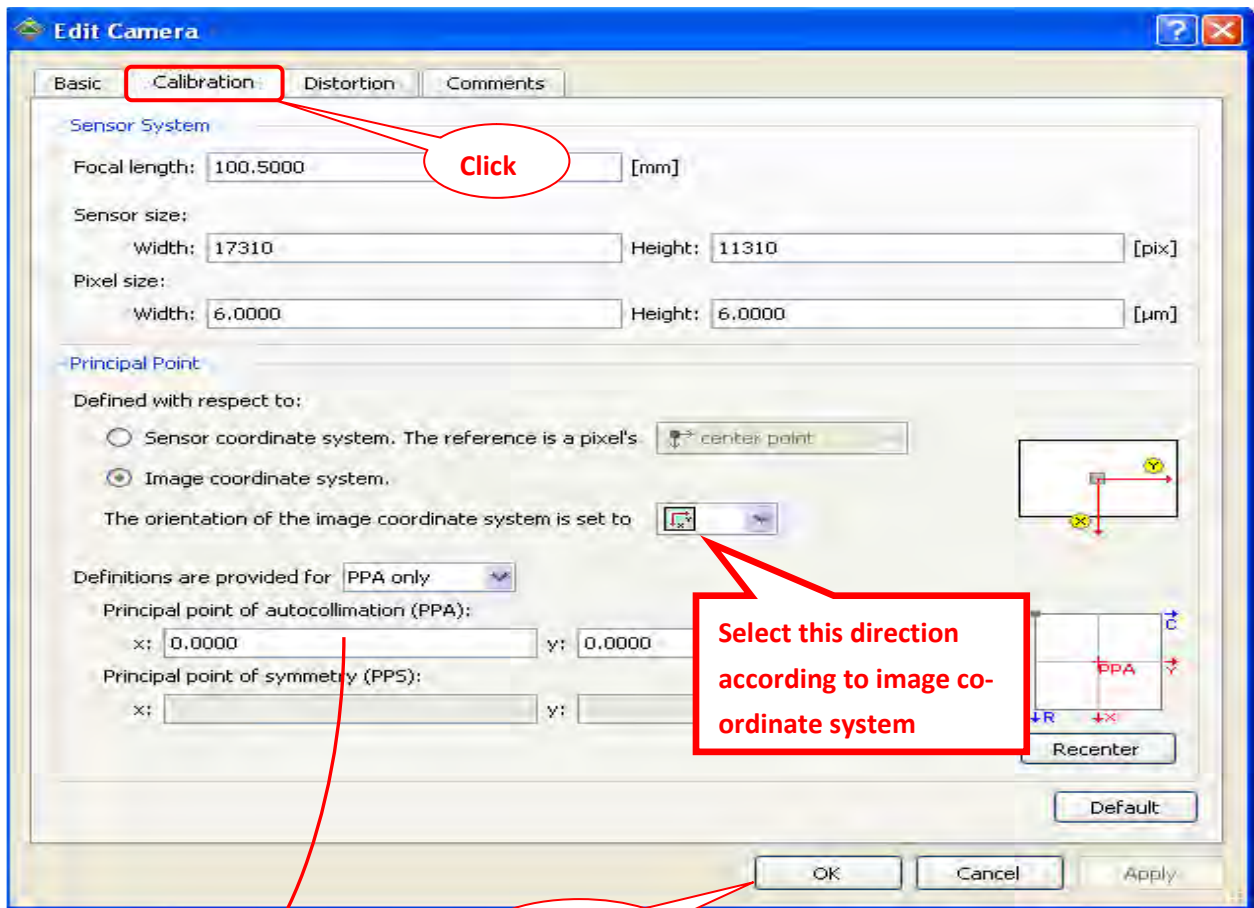 Edit Camera
Basic Calibration Distortion Comments
Sensor System
Focal length: 100.5000 [mm]
Click
Sensor size:
Width: 17310 Height: 11310 [pix]
Pixel size:
Width: 6.0000 Height: 6.0000 [µm]
Principal Point
Defined with respect to:
Sensor coordinate system. The reference is a pixel's center point
Image coordinate system.
Y
The orientation of the image coordinate system is set to
X
Definitions are provided for PPA only
Principal point of autocollimation (PPA):
x: 0.0000 y: 0.0000
Principal point of symmetry (PPS):
x: y:
Select this direction
according to image co-
ordinate system
C
PPA Y
R X
Recenter
Default
OK Cancel Apply